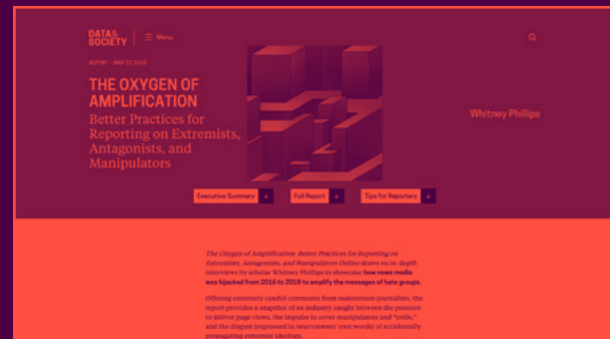 DATA&
SOCIETY
Menu
REPORT - MAY 22 2018
THE OXYGEN OF
AMPLIFICATION
Better Practices for
Reporting on Extremists,
Antagonists, and
Manipulators
Whitney Phillips
Executive Summary
Full Report
Tips for Reporters
The Oxygen of Amplification: Better Practices for Reporting on
Extremists, Antagonists, and Manipulators Online draws on in-depth
interviews by scholar Whitney Phillips to showcase how news media
was hijacked from 2016 to 2018 to amplify the messages of hate groups.
Offering extremely candid comments from mainstream journalists, the
report provides a snapshot of an industry caught between the pressure
to deliver page views, the impulse to cover manipulators and "trolls,"
and the disgust (expressed in interviewees' own words) of accidentally
propagating extremist ideology.